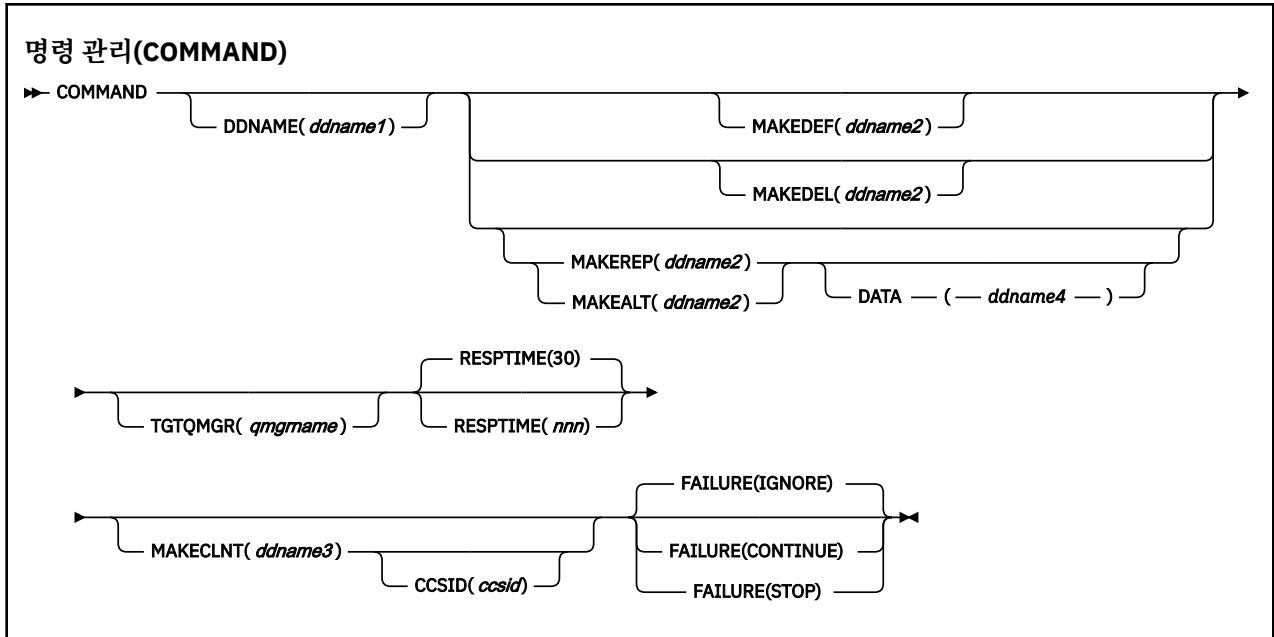 명령 관리(COMMAND)
COMMAND
DDNAME( ddname1 )
MAKEDEF( ddname2 )
MAKEDEL( ddname2 )
MAKEREP( ddname2 )
MAKEALT( ddname2 )
DATA ( ddname4 )
RESPTIME(30)
TGTQMGR( qmgrname )
RESPTIME( nnn)
FAILURE(IGNORE)
MAKECLNT( ddname3 )
FAILURE(CONTINUE)
CCSID( ccsid)
FAILURE(STOP)